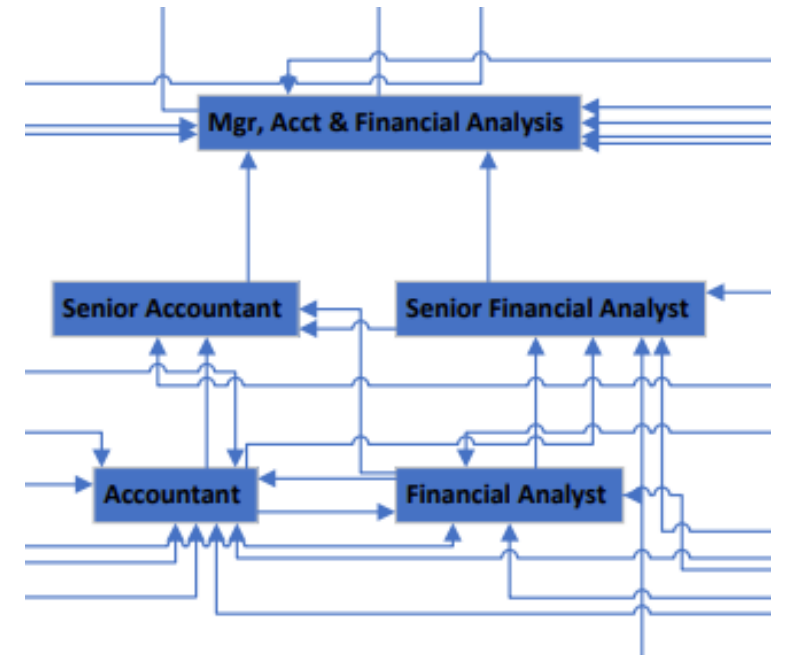 Mgr, Acct & Financial Analysis
Senior Accountant
Senior Financial Analyst
Accountant
Financial Analyst